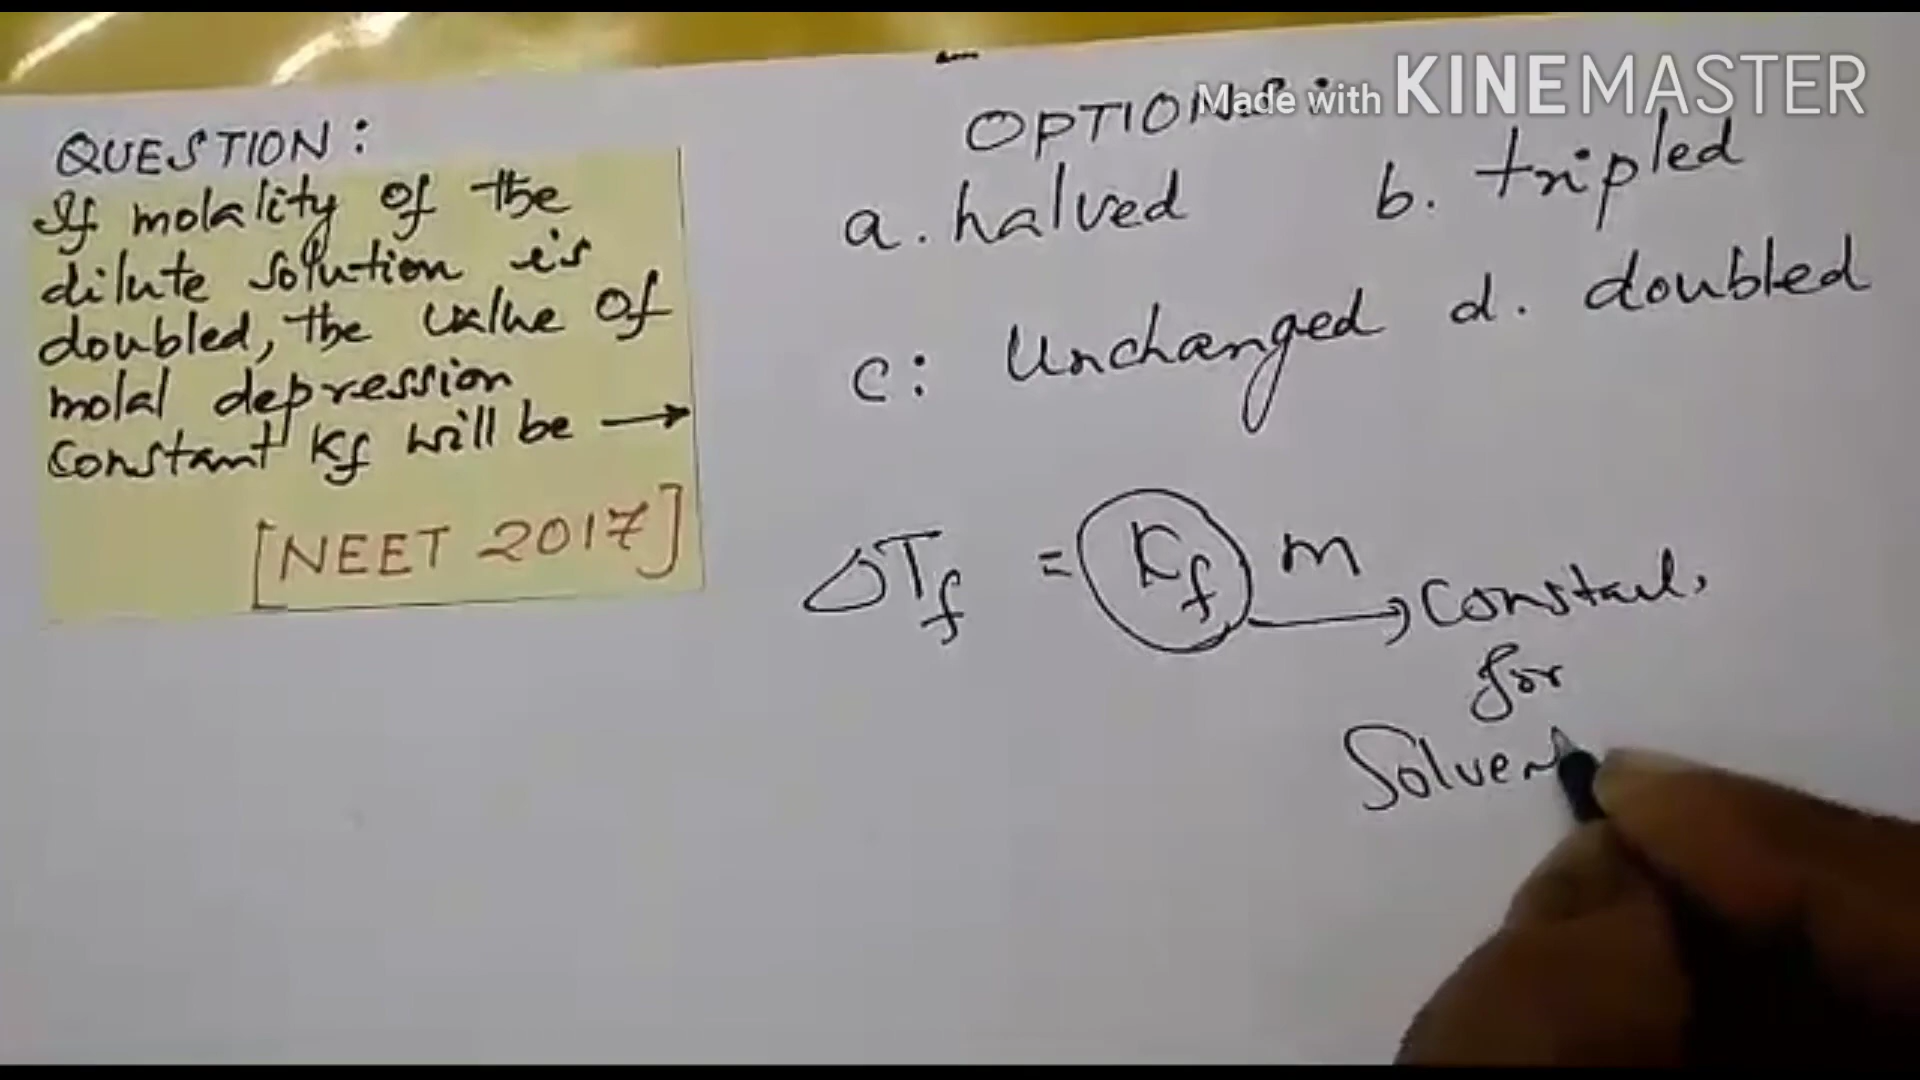 Made with KINEMASTER
QUESTION:
If molality of the
dilute solution is
doubled, the value of
molal depression
constant Kf will be →
[NEET 2017]
OPTIONS:
a. halved b. tripled
c: Unchanged d. doubled
ΔTf = Kf m
→ Constant,
for
Solven